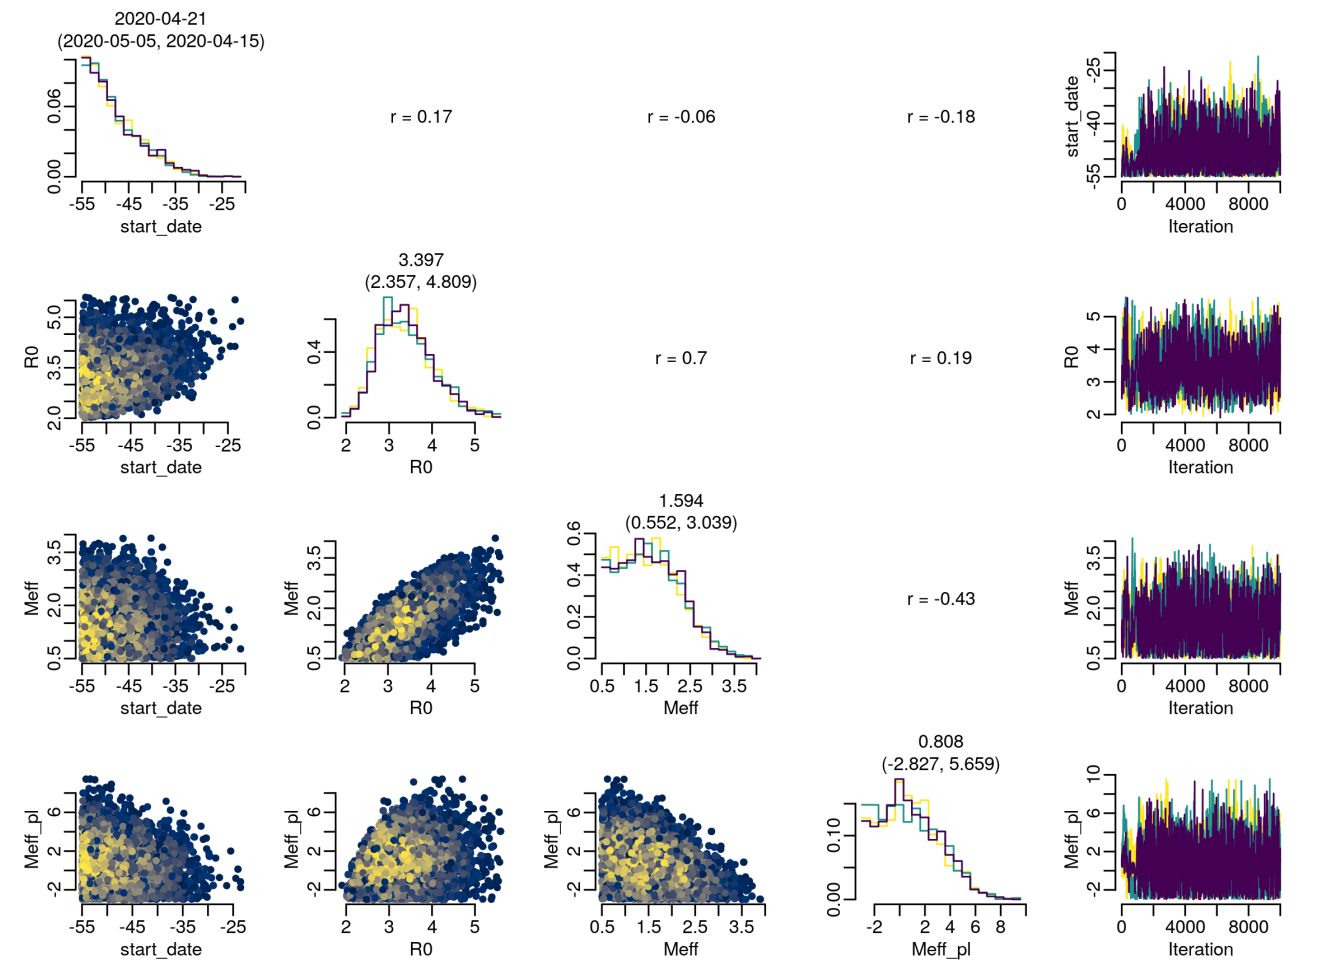 2020-04-21
(2020-05-05, 2020-04-15)
0.00 0.06
-55 -45 -35 -25
start_date
r = 0.17
r = -0.06
r = -0.18
start_date
-55 -40 -25
0 4000 8000
Iteration
R0
2.0 3.5 5.0
-55 -45 -35 -25
start_date
3.397
(2.357, 4.809)
0.0 0.4
2 3 4 5
R0
r = 0.7
r = 0.19
R0
2 3 4 5
0 4000 8000
Iteration
Meff
0.5 2.0 3.5
-55 -45 -35 -25
start_date
Meff
0.5 2.0 3.5
2 3 4 5
R0
1.594
(0.552, 3.039)
0.0 0.2 0.4 0.6
0.5 1.5 2.5 3.5
Meff
r = -0.43
Meff
0.5 2.0 3.5
0 4000 8000
Iteration
Meff_pl
-2 2 6
-55 -45 -35 -25
start_date
Meff_pl
-2 2 6
2 3 4 5
R0
Meff_pl
-2 2 6
0.5 1.5 2.5 3.5
Meff
0.808
(-2.827, 5.659)
0.00 0.10
-2 2 4 6 8
Meff_pl
Meff_pl
-2 2 6 10
0 4000 8000
Iteration